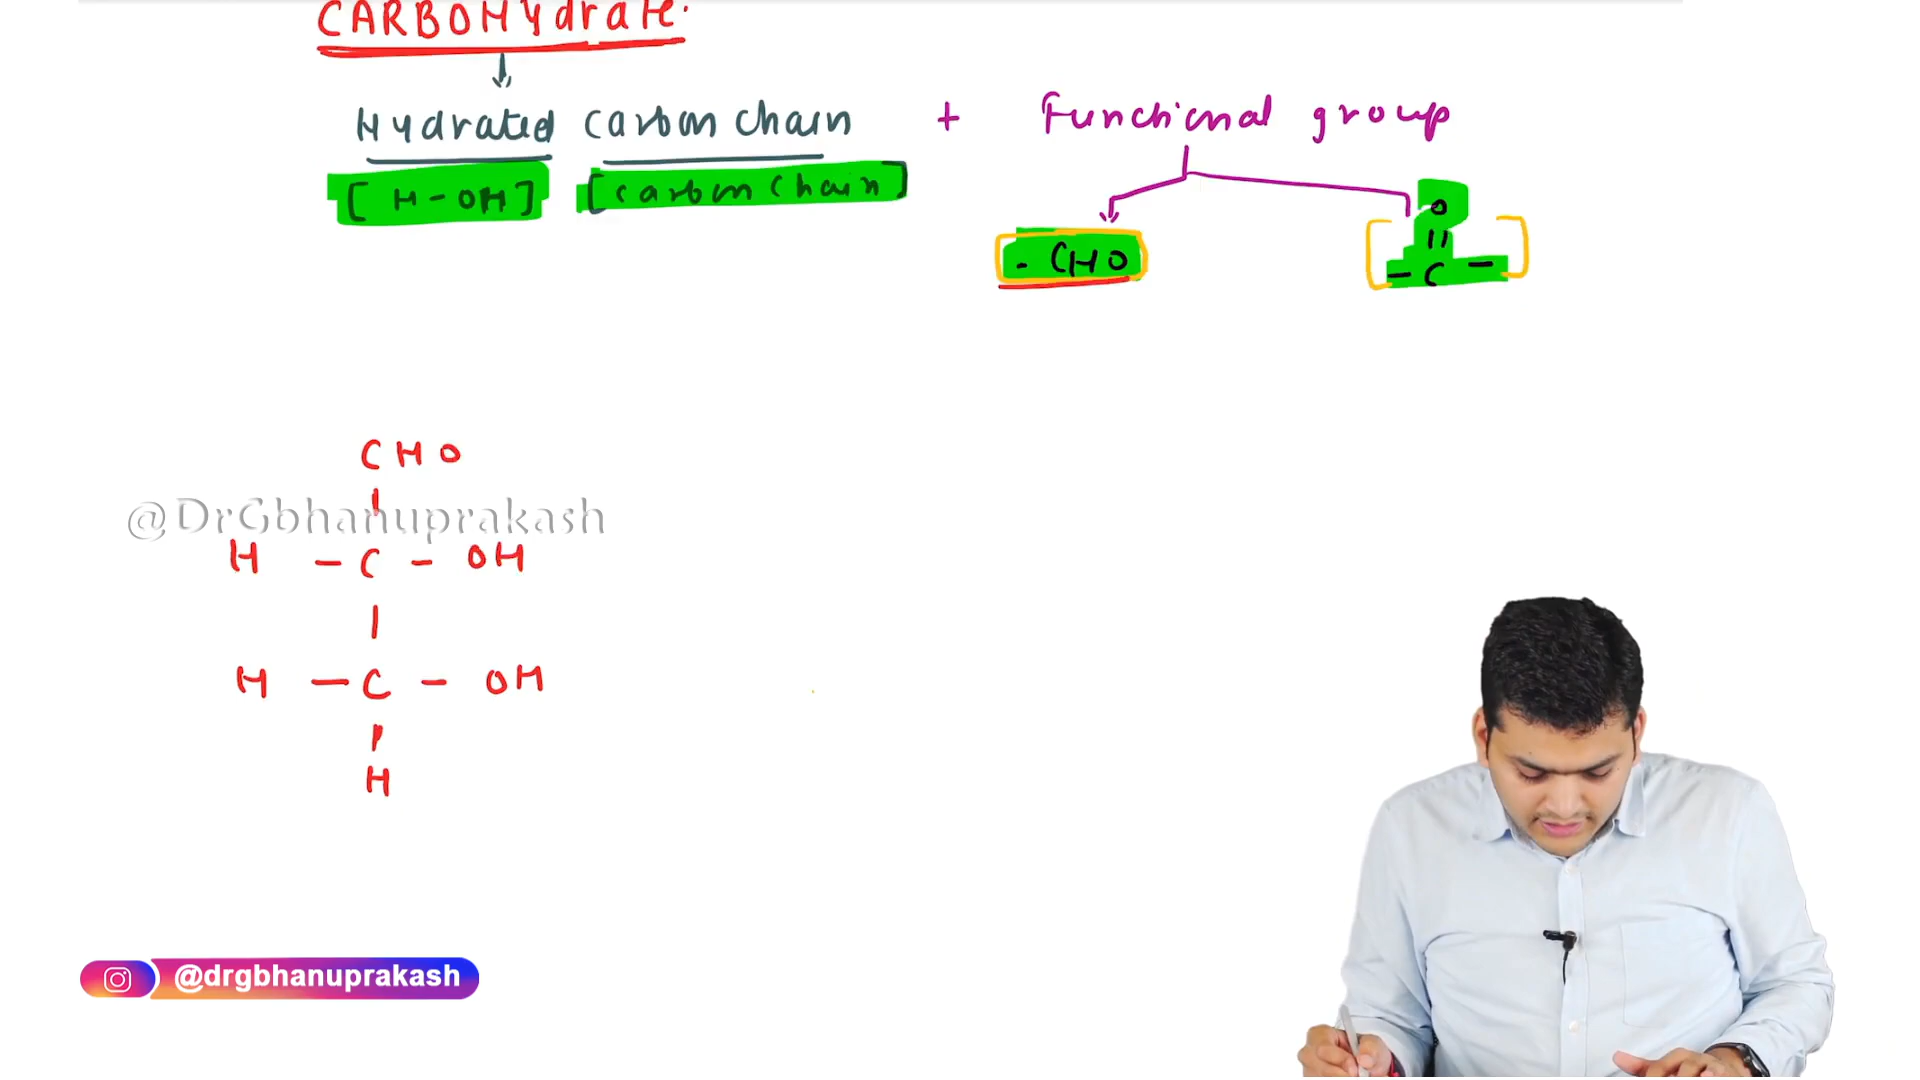 CARBOHydrate.
Hydrated carbon chain + Functional group
[H-OH] [carbon chain]
- CHO
O
||
- C -
CHO
|
@DrGbhanuprakash
H - C - OH
|
H - C - OH
|
H
@drgbhanuprakash